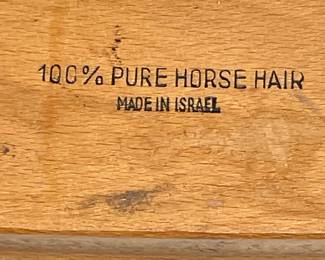 100% PURE HORSE HAIR
MADE IN ISRAEL